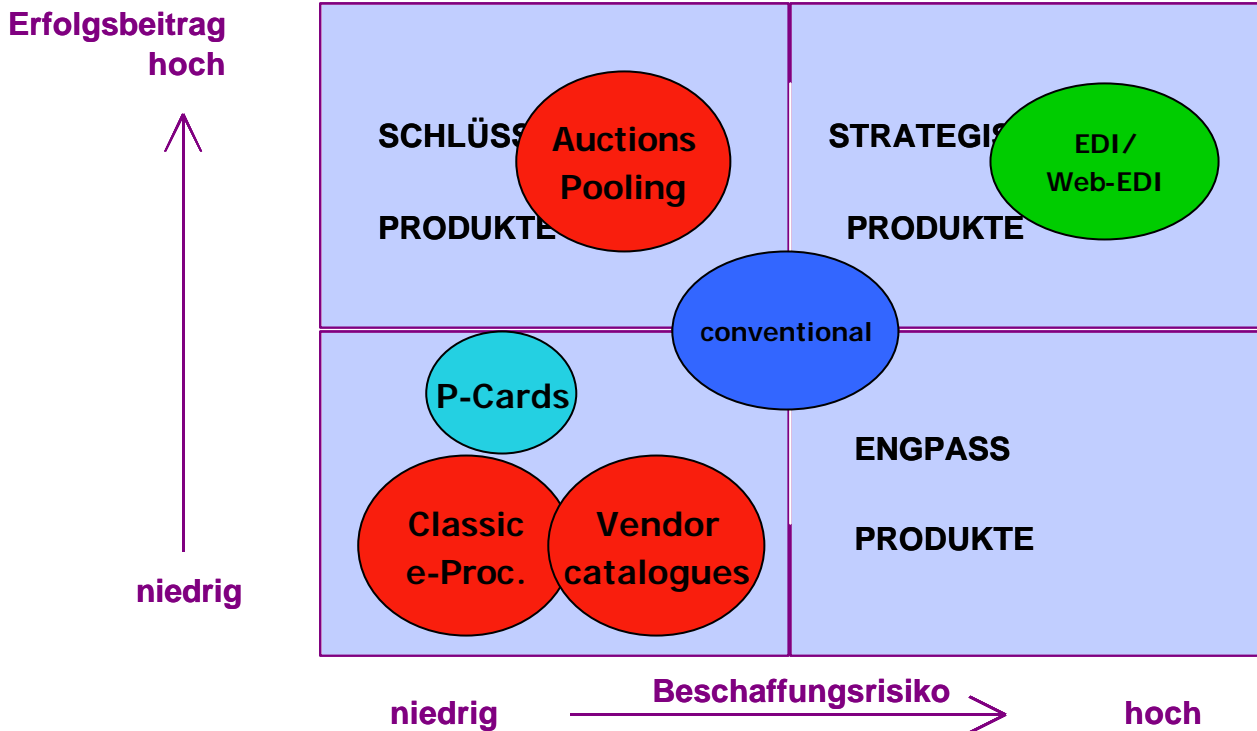 Erfolgsbeitrag
hoch
SCHLÜSS
PRODUKTE
Auctions
Pooling
STRATEGIS
PRODUKTE
EDI/
Web-EDI
conventional
P-Cards
Classic
e-Proc.
Vendor
catalogues
ENGPASS
PRODUKTE
niedrig
niedrig
Beschaffungsrisiko
hoch